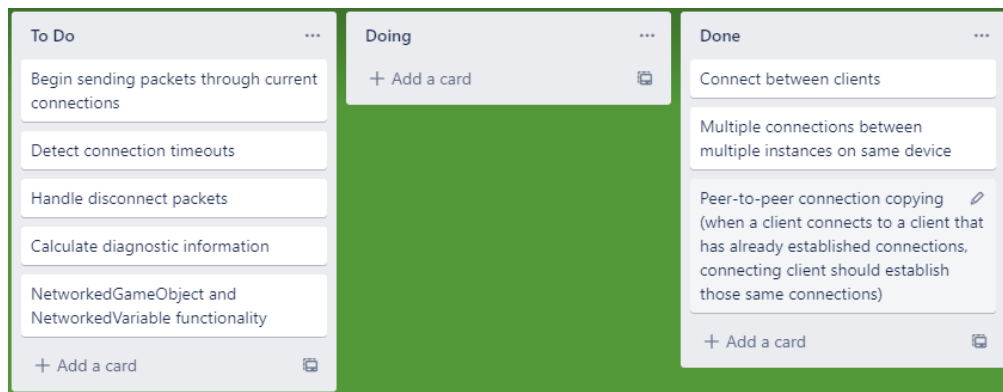 To Do
Begin sending packets through current
connections
Detect connection timeouts
Handle disconnect packets
Calculate diagnostic information
NetworkedGameObject and
NetworkedVariable functionality
+ Add a card
Doing
+ Add a card
Done
Connect between clients
Multiple connections between
multiple instances on same device
Peer-to-peer connection copying
(when a client connects to a client that
has already established connections,
connecting client should establish
those same connections)
+ Add a card